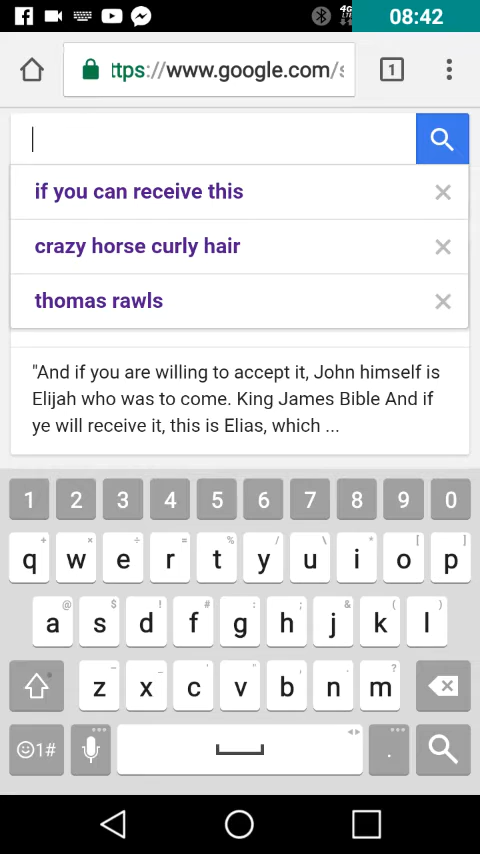 4G
LTE
08:42
ttps://www.google.com/s
1
if you can receive this
crazy horse curly hair
thomas rawls
"And if you are willing to accept it, John himself is
Elijah who was to come. King James Bible And if
ye will receive it, this is Elias, which ...
1 2 3 4 5 6 7 8 9 0
+ × ÷ = % / \ * [ ]
q w e r t y u i o p
@ $ ! # : ; & ( )
a s d f g h j k l
z x c v b n m ?
☺1# .